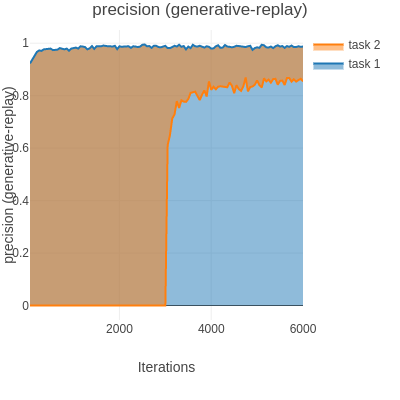 precision (generative-replay)
task 2
task 1
precision (generative-replay)
1
0.8
0.6
0.4
0.2
0
2000
4000
6000
Iterations